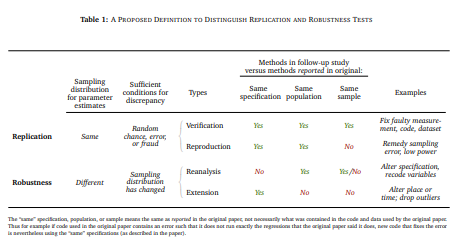 Table 1: A PROPOSED DEFINITION TO DISTINGUISH REPLICATION AND ROBUSTNESS TESTS
Methods in follow-up study
versus methods reported in original:
Sampling distribution for parameter estimates
Sufficient conditions for discrepancy
Types
Same specification
Same population
Same sample
Examples
Replication
Same
Random chance, error, or fraud
Verification Yes Yes Yes Fix faulty measurement, code, dataset
Reproduction Yes Yes No Remedy sampling error, low power
Robustness
Different
Sampling distribution has changed
Reanalysis No Yes Yes/No Alter specification, recode variables
Extension Yes No No Alter place or time; drop outliers
The "same" specification, population, or sample means the same as reported in the original paper, not necessarily what was contained in the code and data used by the original paper.
Thus for example if code used in the original paper contains an error such that it does not run exactly the regressions that the original paper said it does, new code that fixes the error
is nevertheless using the "same" specifications (as described in the paper).